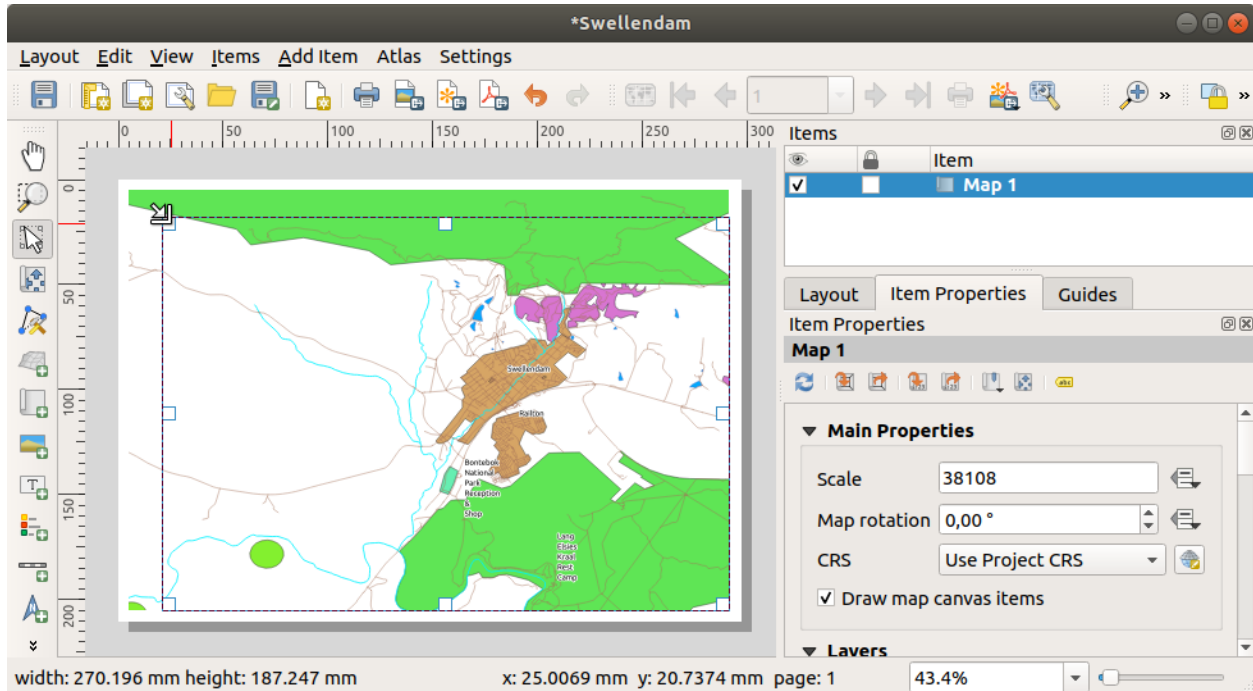 *Swellendam
Layout Edit View Items Add Item Atlas Settings
1
0 50 100 150 200 250 300
0
50
100
150
200
Swellendam
Railton
Bontebok
National
Park
Reception
&
Shop
Lang
Elsies
Kraal
Rest
Camp
Items
Item
Map 1
Layout Item Properties Guides
Item Properties
Map 1
abc
Main Properties
Scale 38108
Map rotation 0,00 °
CRS Use Project CRS
Draw map canvas items
Layers
width: 270.196 mm height: 187.247 mm x: 25.0069 mm y: 20.7374 mm page: 1 43.4%